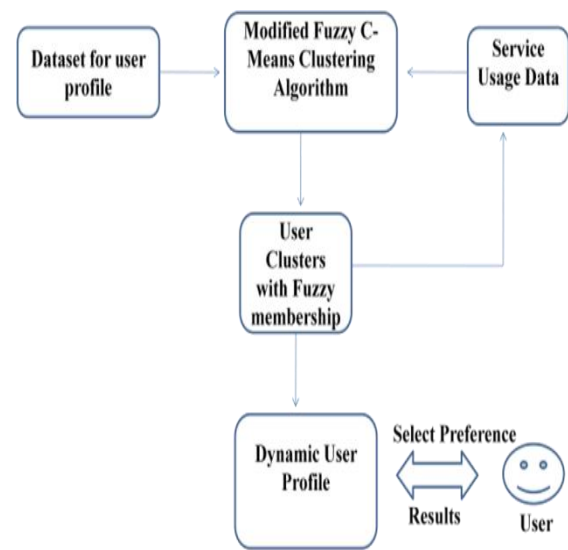 Dataset for user
profile
Modified Fuzzy C-
Means Clustering
Algorithm
Service
Usage Data
User
Clusters
with Fuzzy
membership
Dynamic User
Profile
Select Preference
Results
User